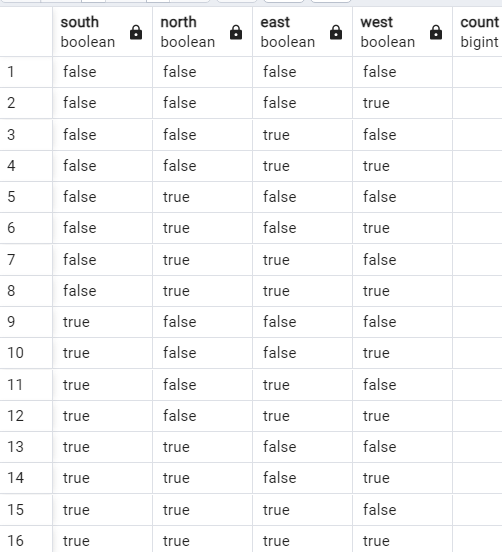 south north east west count
boolean boolean boolean boolean bigint
1 false false false false
2 false false false true
3 false false true false
4 false false true true
5 false true false false
6 false true false true
7 false true true false
8 false true true true
9 true false false false
10 true false false true
11 true false true false
12 true false true true
13 true true false false
14 true true false true
15 true true true false
16 true true true true